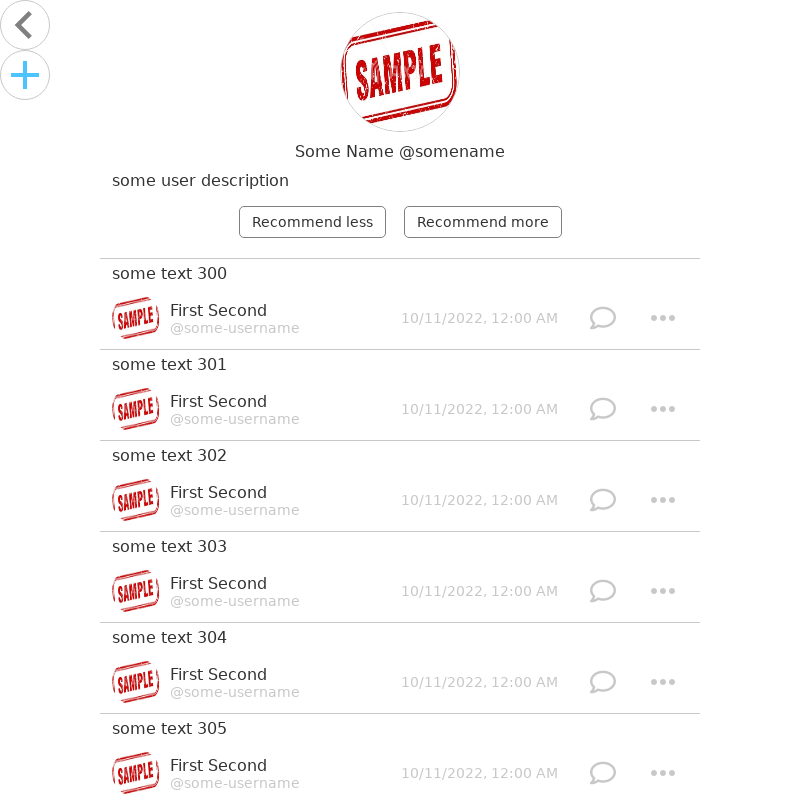 SAMPLE
Some Name @somename
some user description
Recommend less Recommend more
some text 300
SAMPLE First Second
@some-username 10/11/2022, 12:00 AM
some text 301
SAMPLE First Second
@some-username 10/11/2022, 12:00 AM
some text 302
SAMPLE First Second
@some-username 10/11/2022, 12:00 AM
some text 303
SAMPLE First Second
@some-username 10/11/2022, 12:00 AM
some text 304
SAMPLE First Second
@some-username 10/11/2022, 12:00 AM
some text 305
SAMPLE First Second
@some-username 10/11/2022, 12:00 AM